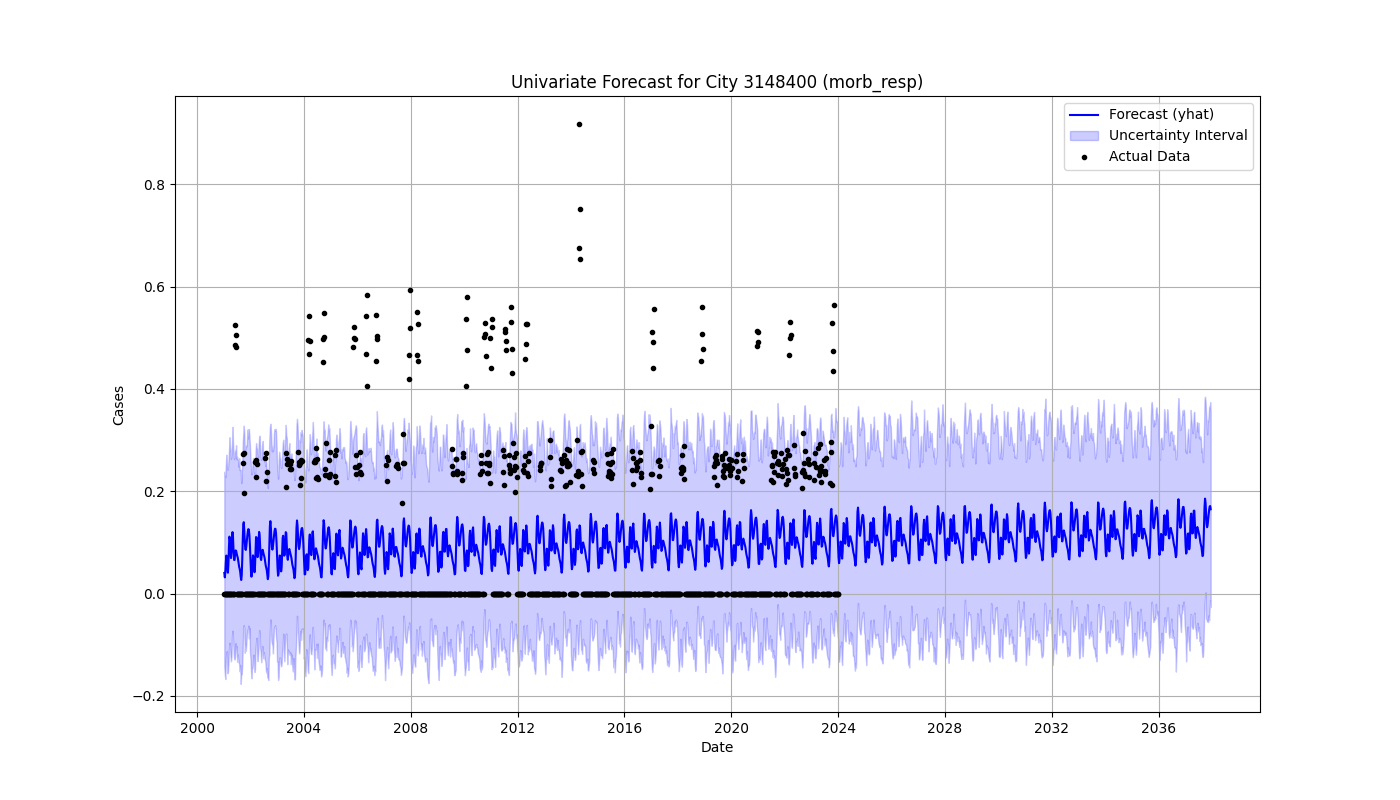 Univariate Forecast for City 3148400 (morb_resp)
Forecast (yhat)
Uncertainty Interval
Actual Data
Cases
0.8
0.6
0.4
0.2
0.0
−0.2
2000 2004 2008 2012 2016 2020 2024 2028 2032 2036
Date